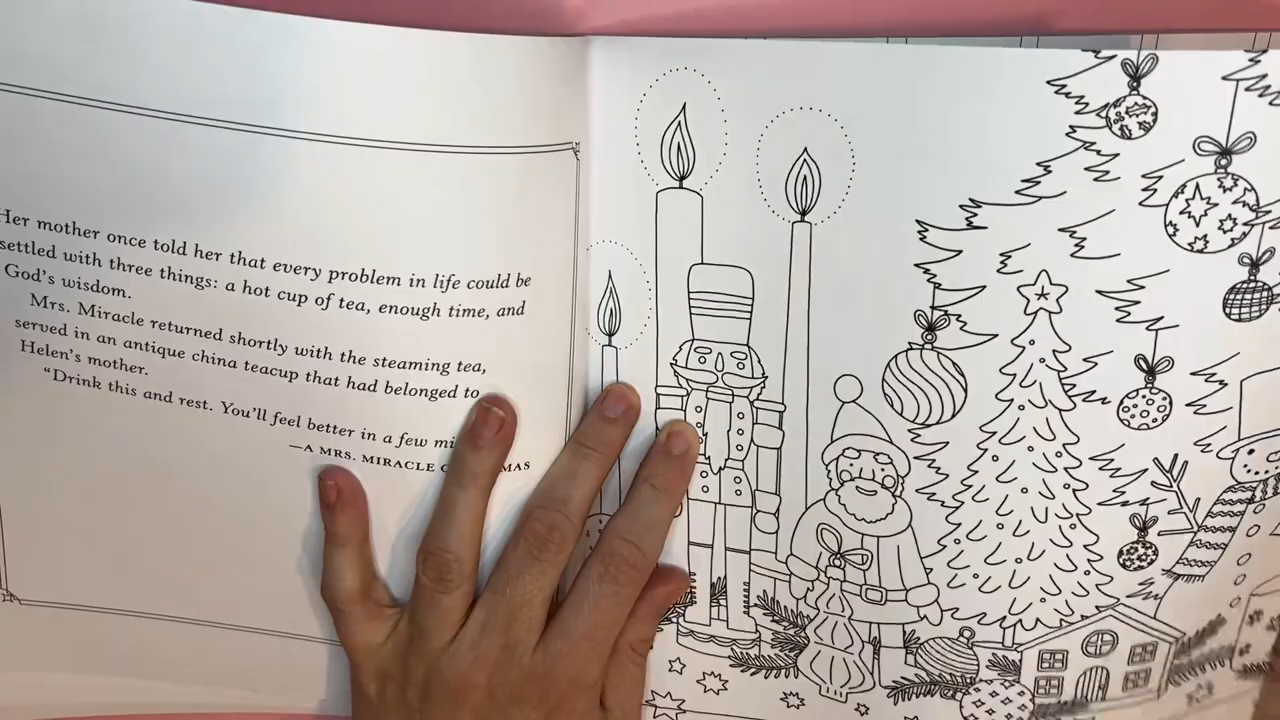 Her mother once told her that every problem in life could be
settled with three things: a hot cup of tea, enough time, and
God's wisdom.
Mrs. Miracle returned shortly with the steaming tea,
served in an antique china teacup that had belonged to
Helen's mother.
"Drink this and rest. You'll feel better in a few
—A MRS. MIRACLE